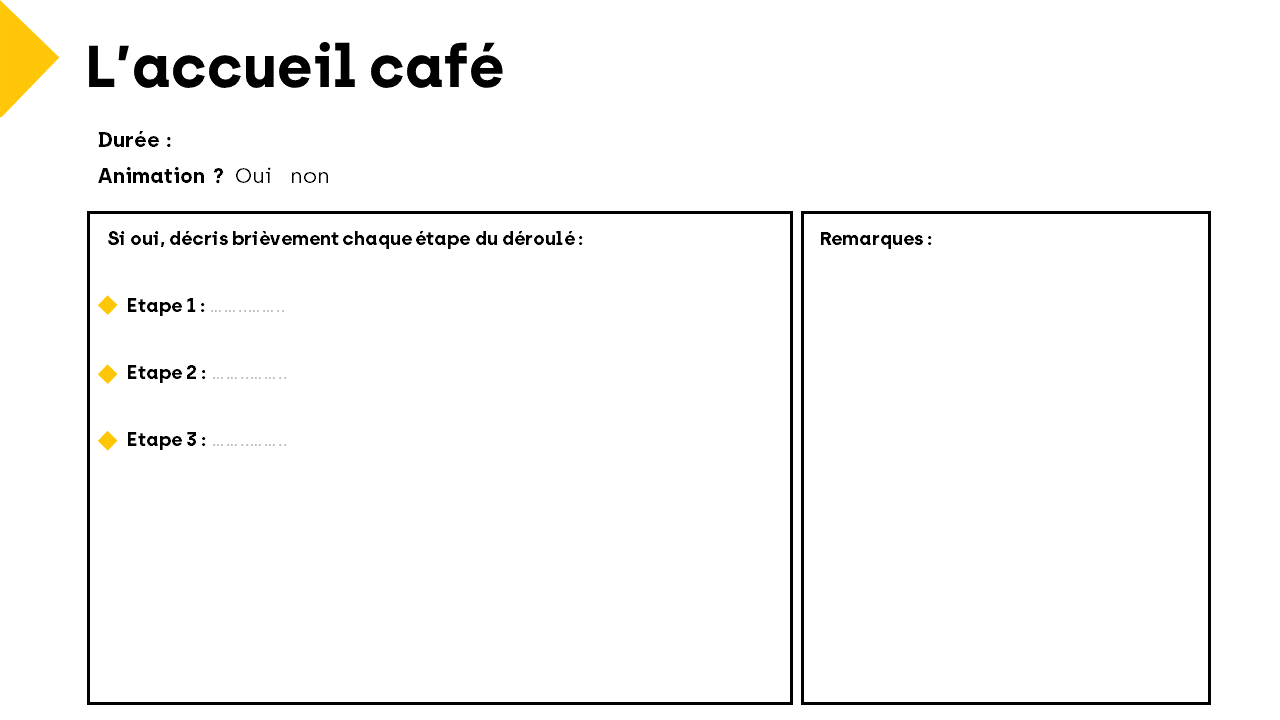 L'accueil café
Durée :
Animation ? Oui non
Si oui, décris brièvement chaque étape du déroulé :
Etape 1 : ……………..
Etape 2 : ……………..
Etape 3 : ……………..
Remarques :